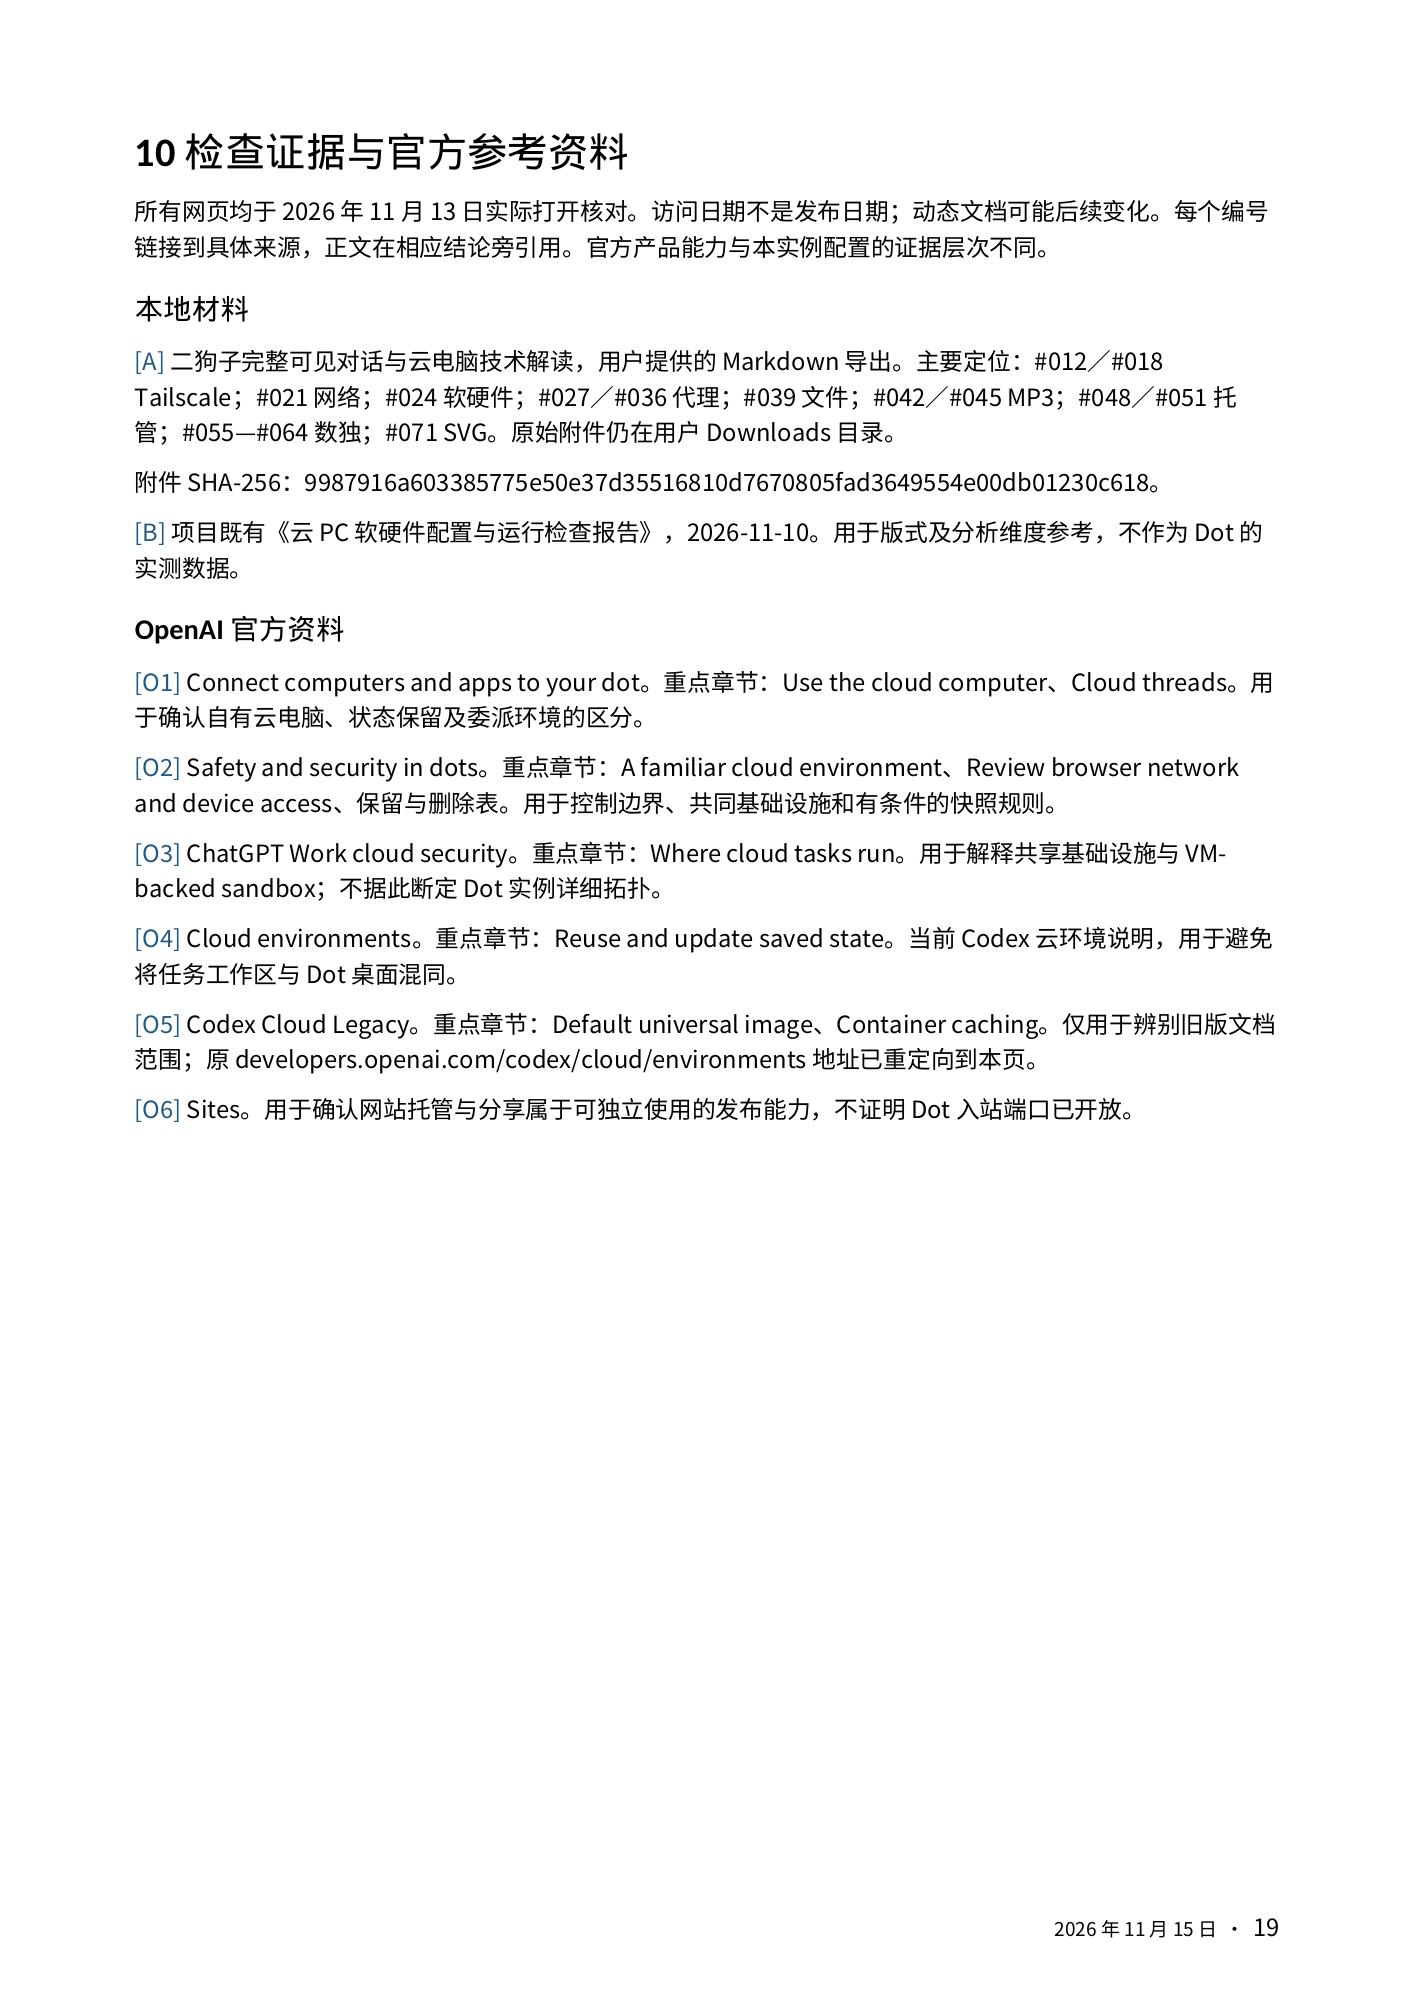 10 检查证据与官方参考资料
所有网页均于 2026 年 11 月 13 日实际打开核对。访问日期不是发布日期；动态文档可能后续变化。每个编号
链接到具体来源，正文在相应结论旁引用。官方产品能力与本实例配置的证据层次不同。
本地材料
[A] 二狗子完整可见对话与云电脑技术解读，用户提供的 Markdown 导出。主要定位：#012／#018
Tailscale；#021 网络；#024 软硬件；#027／#036 代理；#039 文件；#042／#045 MP3；#048／#051 托
管；#055—#064 数独；#071 SVG。原始附件仍在用户 Downloads 目录。
附件 SHA-256：9987916a603385775e50e37d35516810d7670805fad3649554e00db01230c618。
[B] 项目既有《云 PC 软硬件配置与运行检查报告》，2026-11-10。用于版式及分析维度参考，不作为 Dot 的
实测数据。
OpenAI 官方资料
[O1] Connect computers and apps to your dot。重点章节：Use the cloud computer、Cloud threads。用
于确认自有云电脑、状态保留及委派环境的区分。
[O2] Safety and security in dots。重点章节：A familiar cloud environment、Review browser network
and device access、保留与删除表。用于控制边界、共同基础设施和有条件的快照规则。
[O3] ChatGPT Work cloud security。重点章节：Where cloud tasks run。用于解释共享基础设施与 VM-
backed sandbox；不据此断定 Dot 实例详细拓扑。
[O4] Cloud environments。重点章节：Reuse and update saved state。当前 Codex 云环境说明，用于避免
将任务工作区与 Dot 桌面混同。
[O5] Codex Cloud Legacy。重点章节：Default universal image、Container caching。仅用于辨别旧版文档
范围；原 developers.openai.com/codex/cloud/environments 地址已重定向到本页。
[O6] Sites。用于确认网站托管与分享属于可独立使用的发布能力，不证明 Dot 入站端口已开放。
2026 年 11 月 15 日 · 19